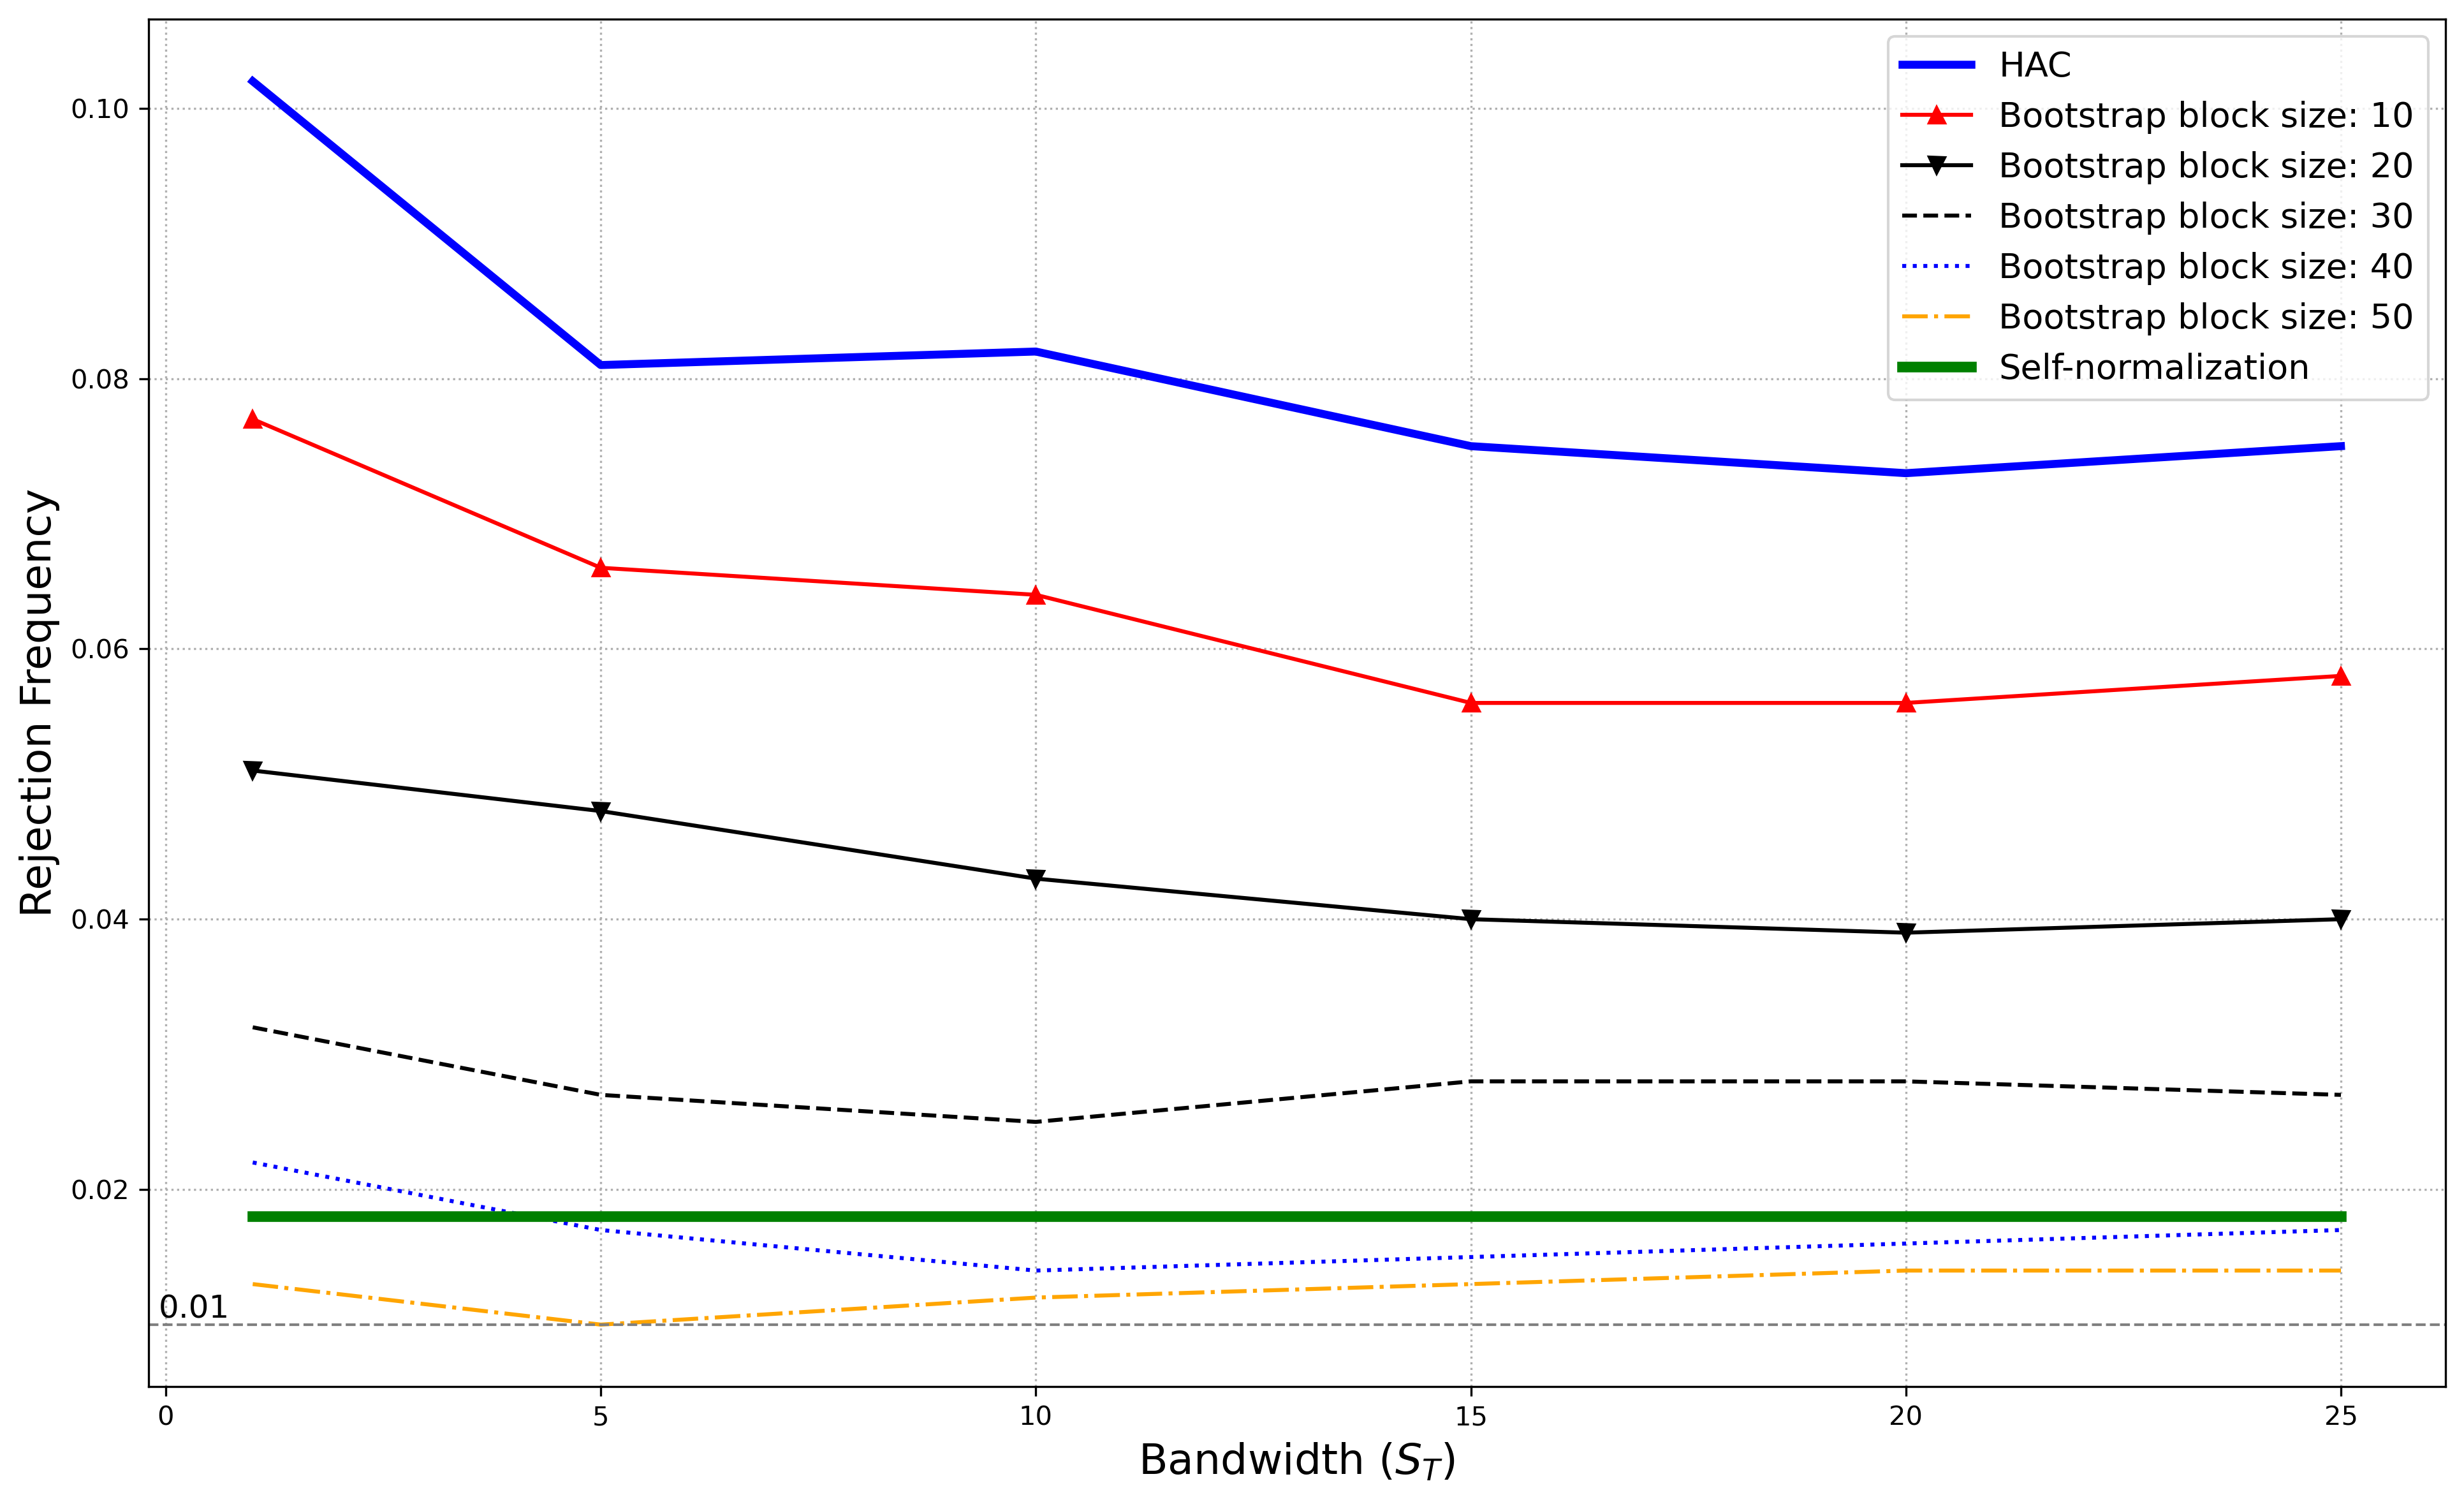 HAC
Bootstrap block size: 10
Bootstrap block size: 20
Bootstrap block size: 30
Bootstrap block size: 40
Bootstrap block size: 50
Self-normalization
Rejection Frequency
0.10
0.08
0.06
0.04
0.02
0.01
0 5 10 15 20 25
Bandwidth (S_T)